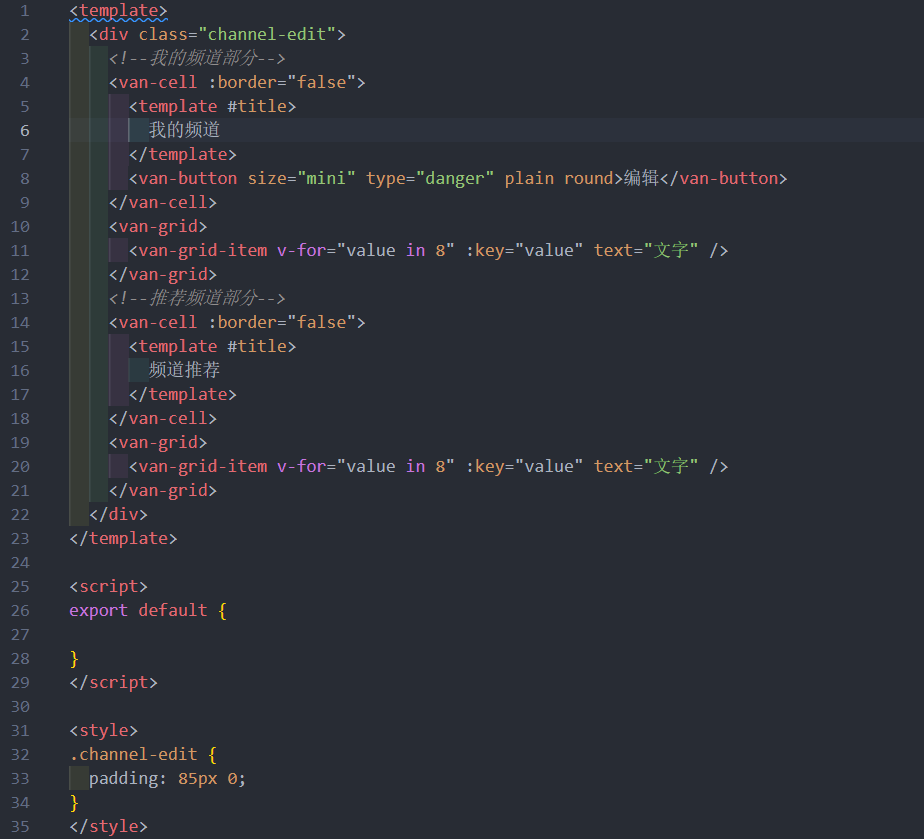 1 <template>
2 <div class="channel-edit">
3 <!--我的频道部分-->
4 <van-cell :border="false">
5 <template #title>
6 我的频道
7 </template>
8 <van-button size="mini" type="danger" plain round>编辑</van-button>
9 </van-cell>
10 <van-grid>
11 <van-grid-item v-for="value in 8" :key="value" text="文字" />
12 </van-grid>
13 <!--推荐频道部分-->
14 <van-cell :border="false">
15 <template #title>
16 频道推荐
17 </template>
18 </van-cell>
19 <van-grid>
20 <van-grid-item v-for="value in 8" :key="value" text="文字" />
21 </van-grid>
22 </div>
23 </template>
24
25 <script>
26 export default {
27
28 }
29 </script>
30
31 <style>
32 .channel-edit {
33 padding: 85px 0;
34 }
35 </style>